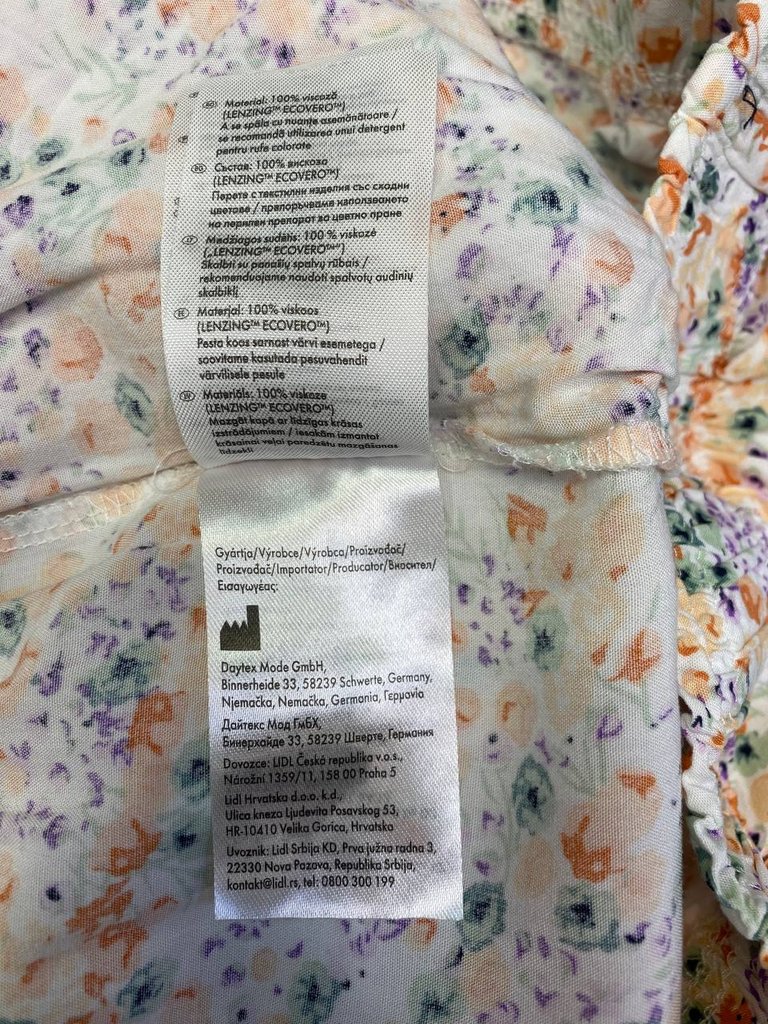 RO Material: 100% viscoză
(LENZING™ ECOVERO™)
A se spăla cu nuanțe asemănătoare /
se recomandă utilizarea unui detergent
pentru rufe colorate
BG Състав: 100% вискоза
(LENZING™ ECOVERO™)
Перете с текстилни изделия със сходни
цветове / препоръчваме използването
на перилен препарат за цветно пране
LT Medžiagos sudėtis: 100 % viskozė
(„LENZING™ ECOVERO™“)
Skalbti su panašių spalvų rūbais /
rekomenduojame naudoti spalvotų audinių
skalbiklį
EE Materjal: 100% viskoos
(LENZING™ ECOVERO™)
Pesta koos sarnast värvi esemetega /
soovitame kasutada pesuvahendit
värvilisele pesule
LV Materiāls: 100% viskoze
(LENZING™ ECOVERO™)
Mazgāt kopā ar līdzīgas krāsas
izstrādājumiem / iesakām izmantot
krāsainai veļai paredzētu mazgāšanas
līdzekli
Gyártja/Výrobce/Výrobca/Proizvođač/
Proizvođač/Importator/Producator/Вносител/
Εισαγωγέας:
Daytex Mode GmbH,
Binnerheide 33, 58239 Schwerte, Germany,
Njemačka, Nemačka, Germania, Γερμανία
Дайтекс Мод ГмБХ,
Бинерхайде 33, 58239 Шверте, Германия
Dovozce: LIDL Česká republika v.o.s.,
Nárožní 1359/11, 158 00 Praha 5
Lidl Hrvatska d.o.o. k.d.,
Ulica kneza Ljudevita Posavskog 53,
HR-10410 Velika Gorica, Hrvatska
Uvoznik: Lidl Srbija KD, Prva južna radna 3,
22330 Nova Pazova, Republika Srbija,
kontakt@lidl.rs, tel: 0800 300 199